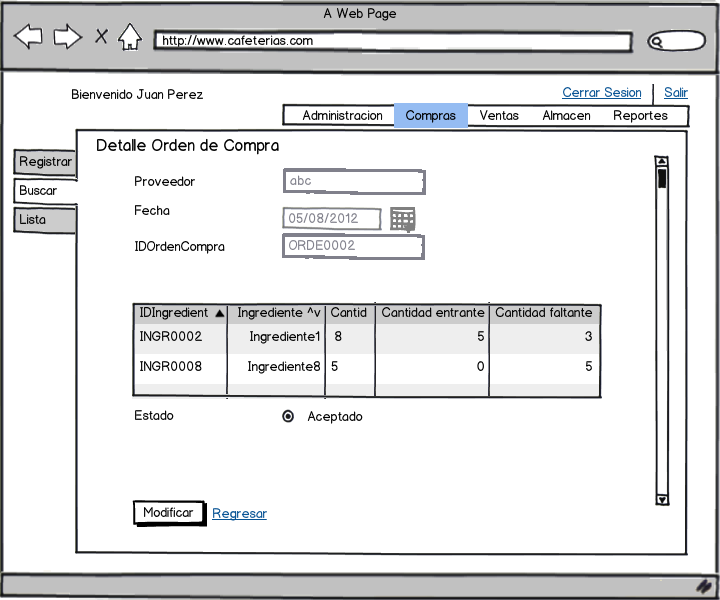 A Web Page
http://www.cafeterias.com
Bienvenido Juan Perez
Cerrar Sesion Salir
Administracion Compras Ventas Almacen Reportes
Detalle Orden de Compra
Registrar
Buscar
Lista
Proveedor abc
Fecha 05/08/2012
IDOrdenCompra ORDE0002
IDIngredient ▲ Ingrediente ^v Cantid Cantidad entrante Cantidad faltante
INGR0002 Ingrediente1 8 5 3
INGR0008 Ingrediente8 5 0 5
Estado Aceptado
Modificar Regresar